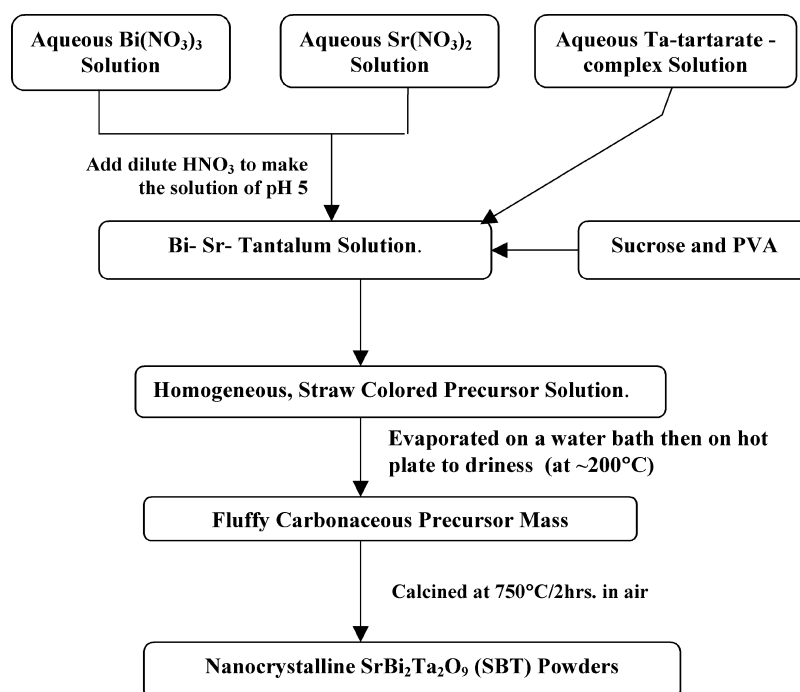 Aqueous Bi(NO₃)₃
Solution
Aqueous Sr(NO₃)₂
Solution
Aqueous Ta-tartarate -
complex Solution
Add dilute HNO₃ to make
the solution of pH 5
Bi- Sr- Tantalum Solution.
Sucrose and PVA
Homogeneous, Straw Colored Precursor Solution.
Evaporated on a water bath then on hot
plate to driness (at ~200°C)
Fluffy Carbonaceous Precursor Mass
Calcined at 750°C/2hrs. in air
Nanocrystalline SrBi₂Ta₂O₉ (SBT) Powders